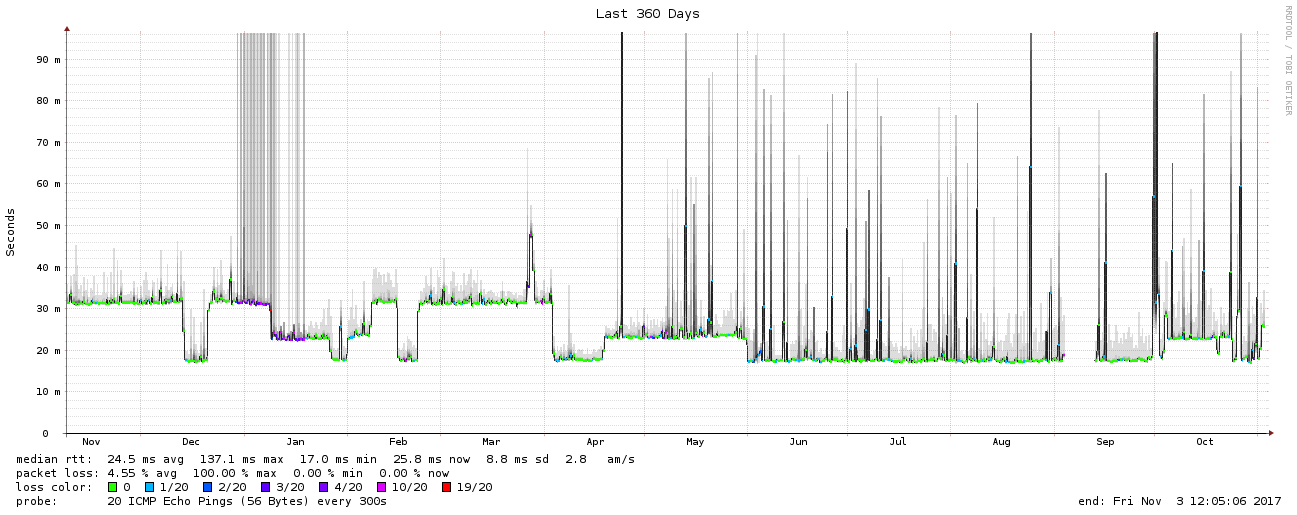 Last 360 Days
RRDTOOL / TOBI OETIKER
Seconds
90 m
80 m
70 m
60 m
50 m
40 m
30 m
20 m
10 m
0
Nov Dec Jan Feb Mar Apr May Jun Jul Aug Sep Oct
median rtt: 24.5 ms avg 137.1 ms max 17.0 ms min 25.8 ms now 8.8 ms sd 2.8 am/s
packet loss: 4.55 % avg 100.00 % max 0.00 % min 0.00 % now
loss color: 0 1/20 2/20 3/20 4/20 10/20 19/20
probe: 20 ICMP Echo Pings (56 Bytes) every 300s end: Fri Nov 3 12:05:06 2017